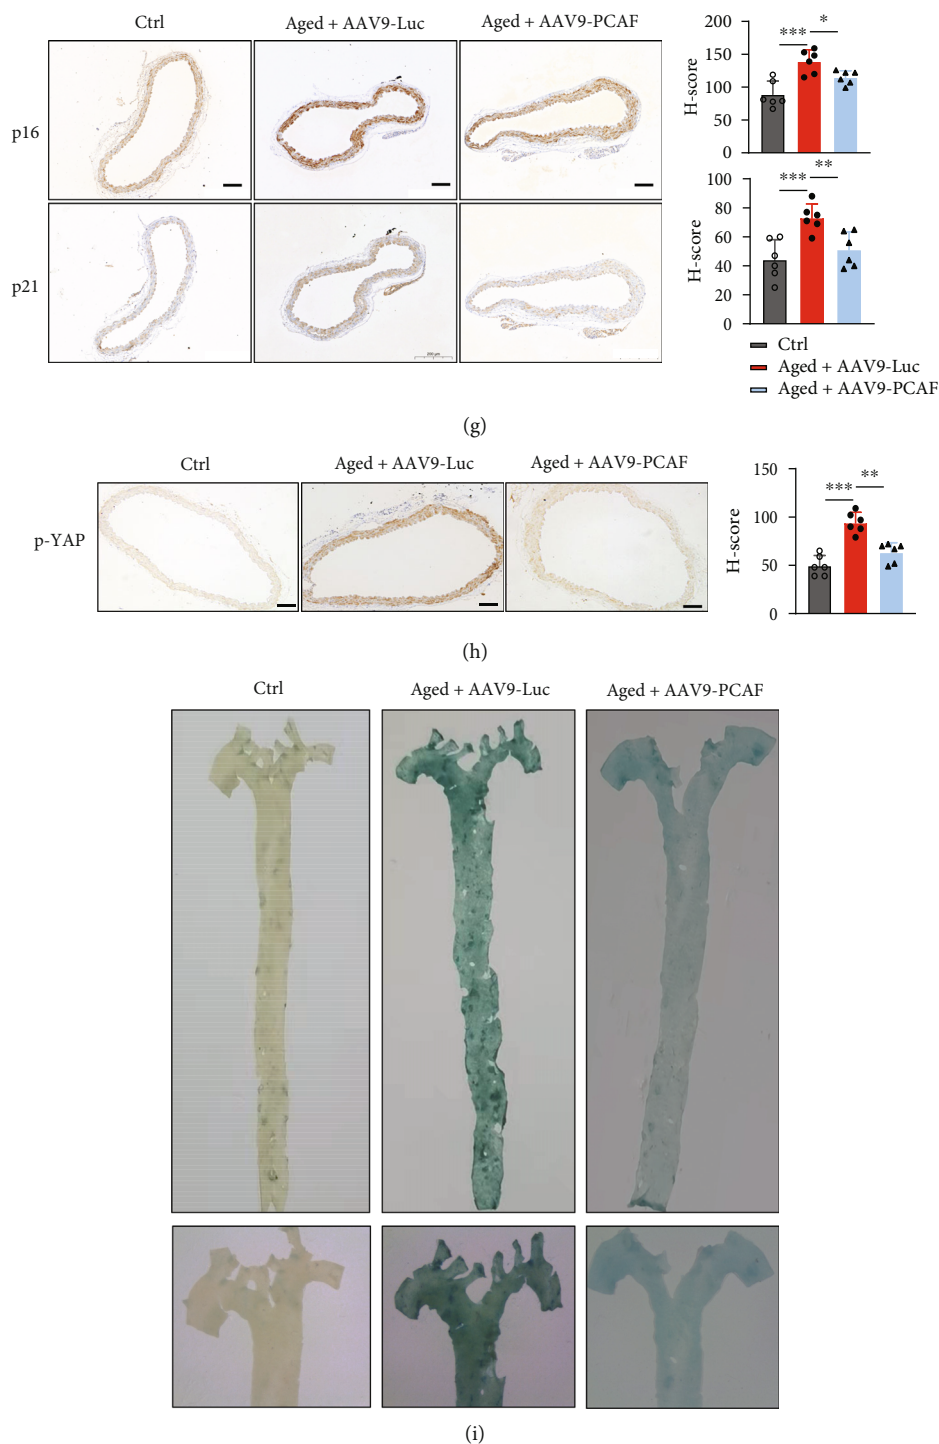 Ctrl Aged + AAV9-Luc Aged + AAV9-PCAF
p16
p21
200
150
100
50
0
H-score
*** *
100
80
60
40
20
0
H-score
*** **
Ctrl
Aged + AAV9-Luc
Aged + AAV9-PCAF
(g)
Ctrl Aged + AAV9-Luc Aged + AAV9-PCAF
p-YAP
150
100
50
0
H-score
*** **
(h)
Ctrl Aged + AAV9-Luc Aged + AAV9-PCAF
(i)